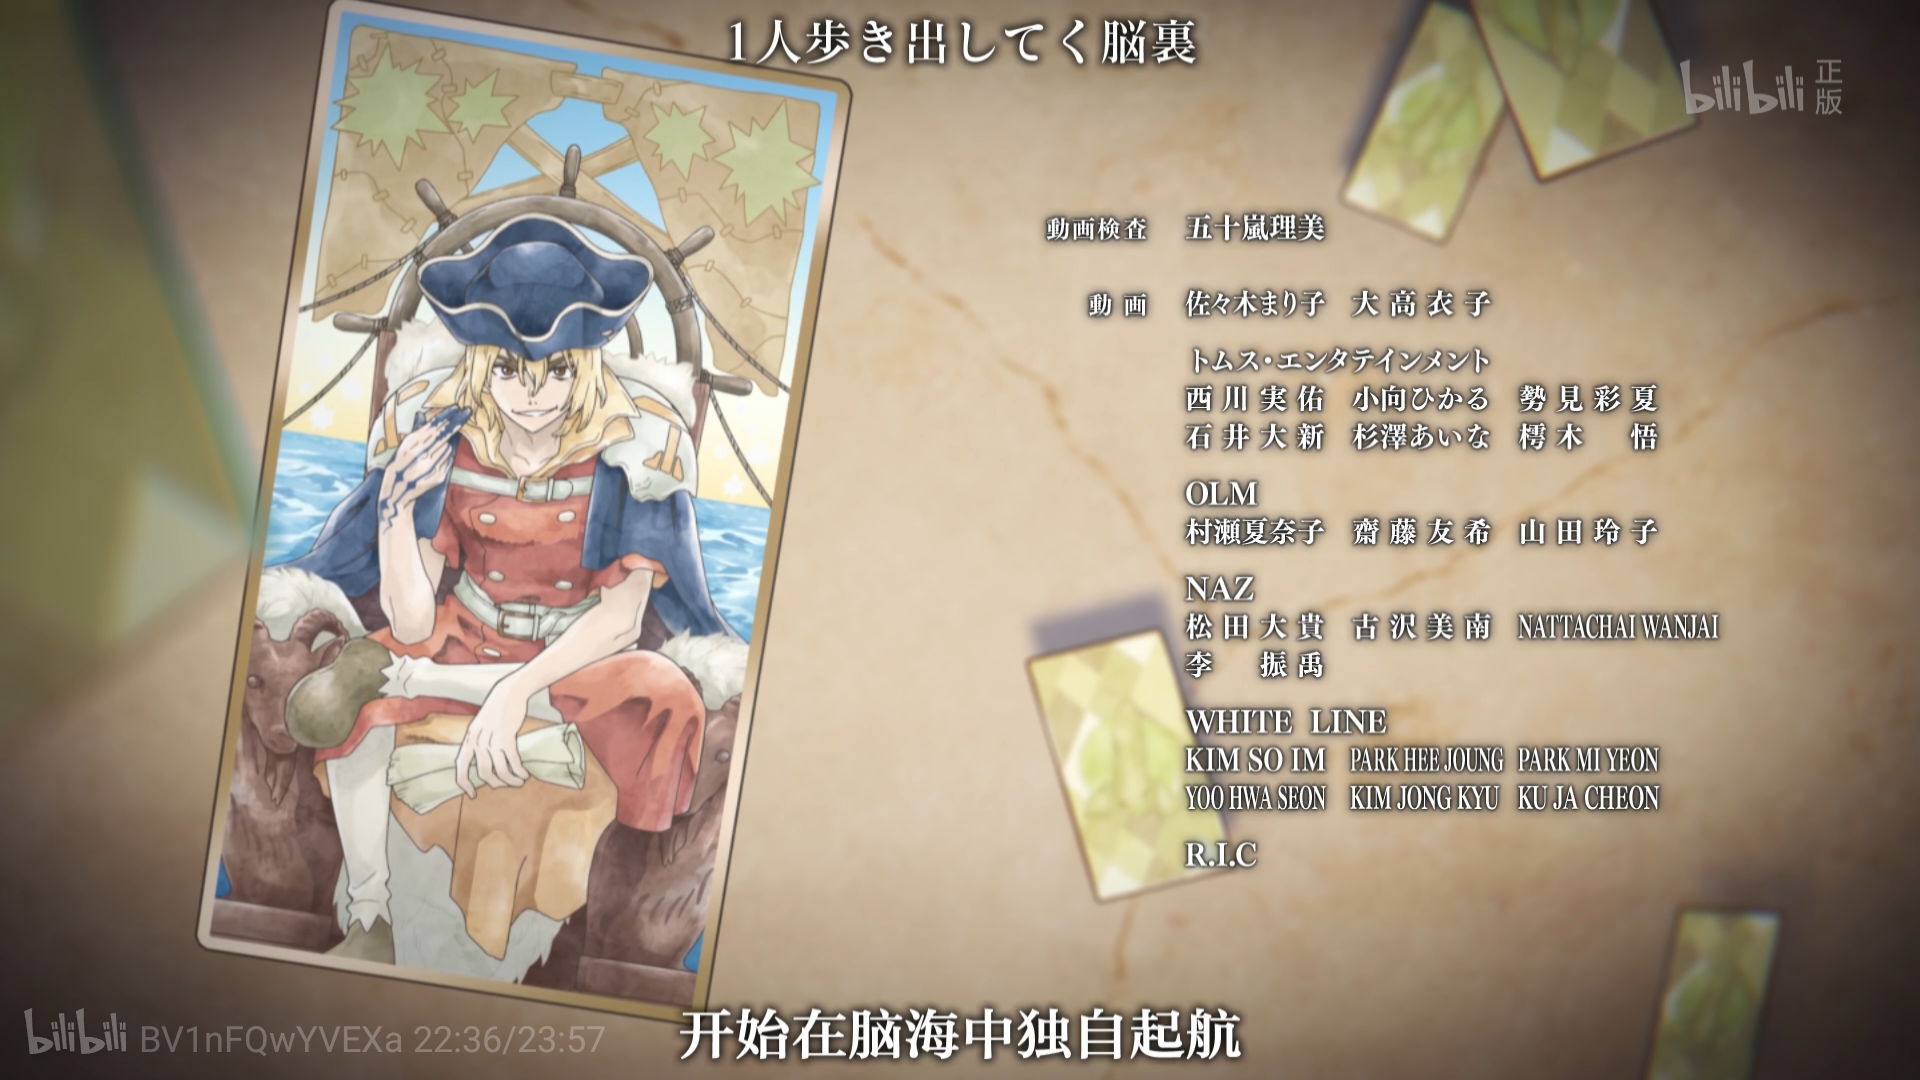 1人歩き出してく脳裏
bilibili 正版
動画検査 五十嵐理美
動画 佐々木まり子 大高衣子
トムス・エンタテインメント
西川実佑 小向ひかる 勢見彩夏
石井大新 杉澤あいな 樗木 悟
OLM
村瀬夏奈子 齋藤友希 山田玲子
NAZ
松田大貴 古沢美南 NATTACHAI WANJAI
李 振禹
WHITE LINE
KIM SO IM PARK HEE JOUNG PARK MI YEON
YOO HWA SEON KIM JONG KYU KU JA CHEON
R.I.C
开始在脑海中独自起航
bilibili BV1nFQwYVEXa 22:36/23:57